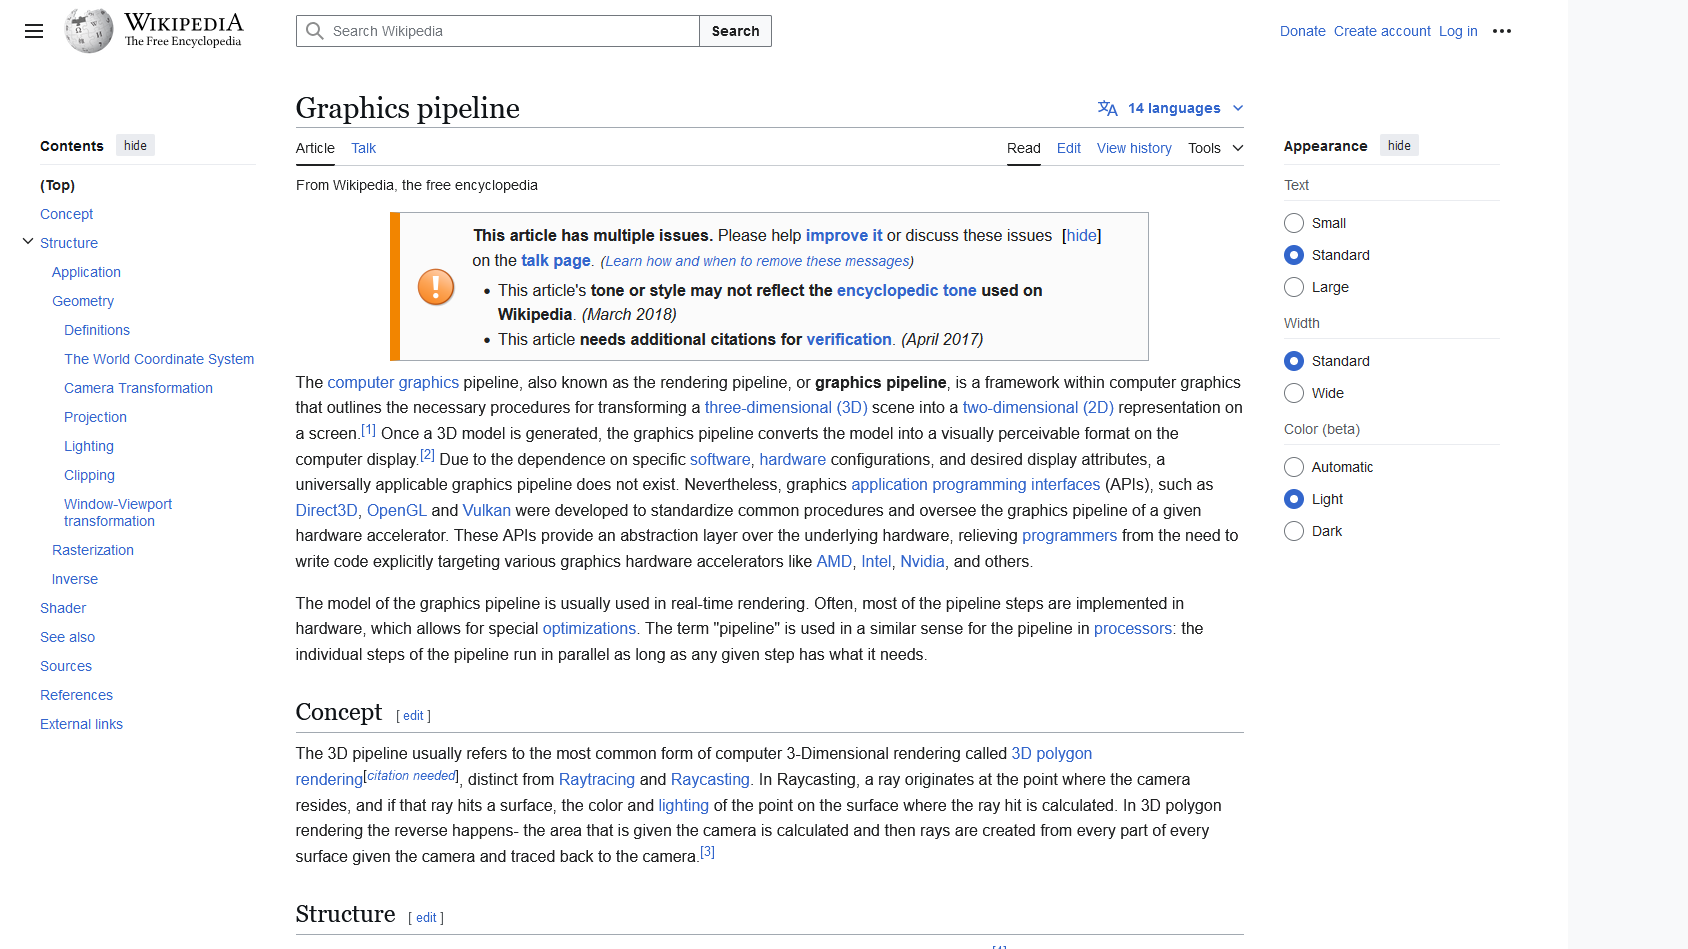 WIKIPEDIA
The Free Encyclopedia
Search Wikipedia
Search
Donate Create account Log in
Contents hide
(Top)
Concept
Structure
Application
Geometry
Definitions
The World Coordinate System
Camera Transformation
Projection
Lighting
Clipping
Window-Viewport
transformation
Rasterization
Inverse
Shader
See also
Sources
References
External links
Graphics pipeline
14 languages
Article Talk
Read Edit View history Tools
From Wikipedia, the free encyclopedia
This article has multiple issues. Please help improve it or discuss these issues [hide]
on the talk page. (Learn how and when to remove these messages)
• This article's tone or style may not reflect the encyclopedic tone used on
Wikipedia. (March 2018)
• This article needs additional citations for verification. (April 2017)
The computer graphics pipeline, also known as the rendering pipeline, or graphics pipeline, is a framework within computer graphics
that outlines the necessary procedures for transforming a three-dimensional (3D) scene into a two-dimensional (2D) representation on
a screen.[1] Once a 3D model is generated, the graphics pipeline converts the model into a visually perceivable format on the
computer display.[2] Due to the dependence on specific software, hardware configurations, and desired display attributes, a
universally applicable graphics pipeline does not exist. Nevertheless, graphics application programming interfaces (APIs), such as
Direct3D, OpenGL and Vulkan were developed to standardize common procedures and oversee the graphics pipeline of a given
hardware accelerator. These APIs provide an abstraction layer over the underlying hardware, relieving programmers from the need to
write code explicitly targeting various graphics hardware accelerators like AMD, Intel, Nvidia, and others.
The model of the graphics pipeline is usually used in real-time rendering. Often, most of the pipeline steps are implemented in
hardware, which allows for special optimizations. The term "pipeline" is used in a similar sense for the pipeline in processors: the
individual steps of the pipeline run in parallel as long as any given step has what it needs.
Concept [ edit ]
The 3D pipeline usually refers to the most common form of computer 3-Dimensional rendering called 3D polygon
rendering[citation needed], distinct from Raytracing and Raycasting. In Raycasting, a ray originates at the point where the camera
resides, and if that ray hits a surface, the color and lighting of the point on the surface where the ray hit is calculated. In 3D polygon
rendering the reverse happens- the area that is given the camera is calculated and then rays are created from every part of every
surface given the camera and traced back to the camera.[3]
Structure [ edit ]
Appearance hide
Text
Small
Standard
Large
Width
Standard
Wide
Color (beta)
Automatic
Light
Dark